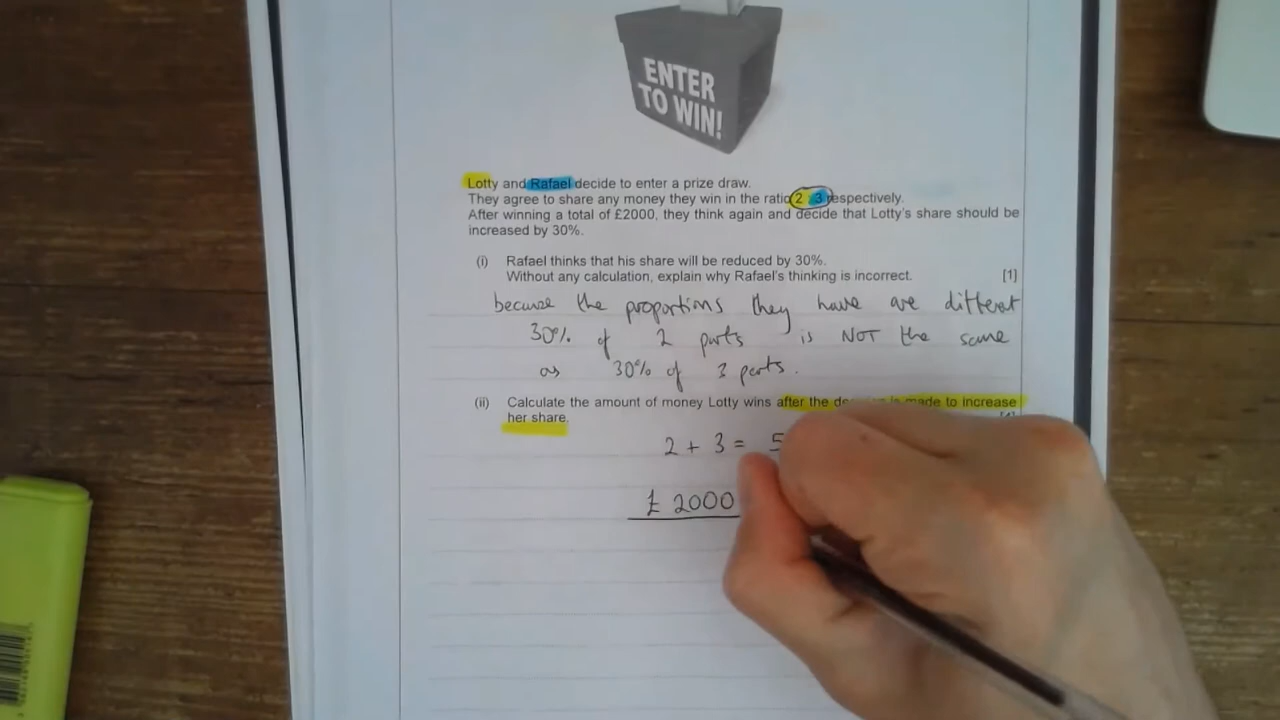 ENTER
TO WIN!
Lotty and Rafael decide to enter a prize draw.
They agree to share any money they win in the ratio 2 : 3 respectively.
After winning a total of £2000, they think again and decide that Lotty's share should be
increased by 30%.
(i) Rafael thinks that his share will be reduced by 30%.
Without any calculation, explain why Rafael's thinking is incorrect. [1]
because the proportions they have are different
30% of 2 parts is NOT the same
as 30% of 3 parts.
(ii) Calculate the amount of money Lotty wins after the is made to increase
her share.
2 + 3 = 5
£ 2000